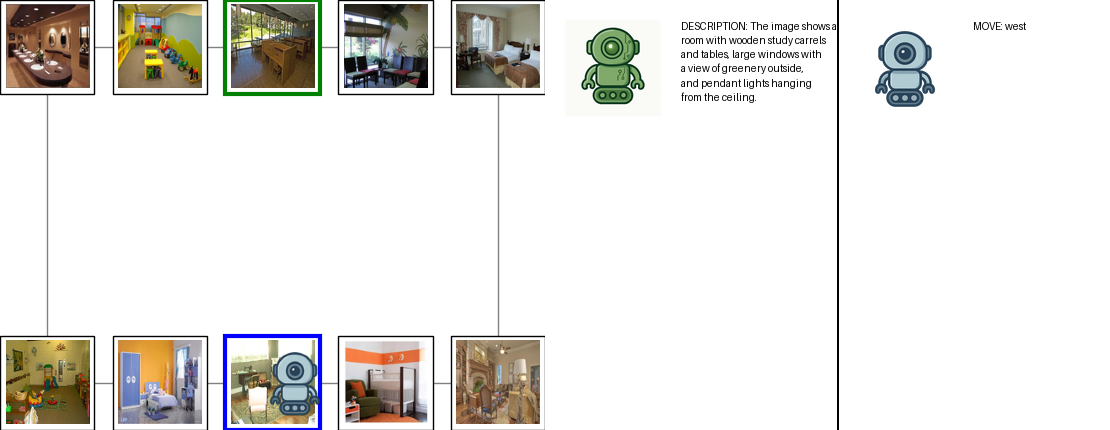 DESCRIPTION: The image shows a
room with wooden study carrels
and tables, large windows with
a view of greenery outside,
and pendant lights hanging
from the ceiling.
MOVE: west